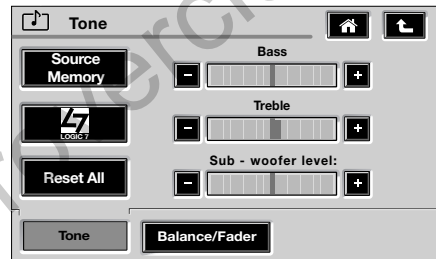 Tone
Bass
Source
Memory
- +
Treble
LOGIC 7
- +
Sub - woofer level:
Reset All
- +
Tone
Balance/Fader